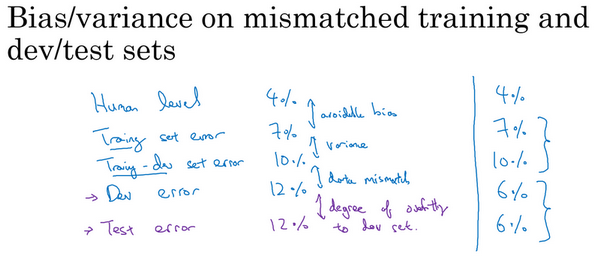 Bias/variance on mismatched training and
dev/test sets
Human level 4% 4%
avoidable bias
Training set error 7% 7%
variance
Training-dev set error 10% 10%
data mismatch
→ Dev error 12% 6%
degree of overfitting
to dev set.
→ Test error 12% 6%